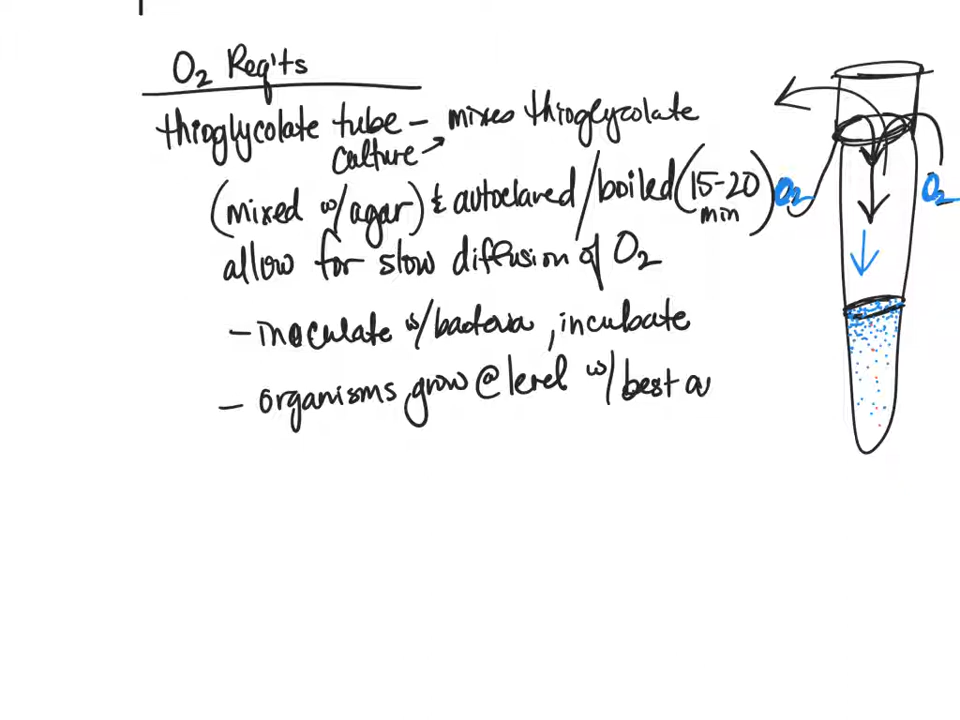 O2 Req'ts
thioglycolate tube – mixes thioglycolate
culture
(mixed w/agar) & autoclaved/boiled (15-20 min)
allow for slow diffusion of O2
O2
O2
– inoculate w/bacteria, incubate
– organisms grow @ level w/best